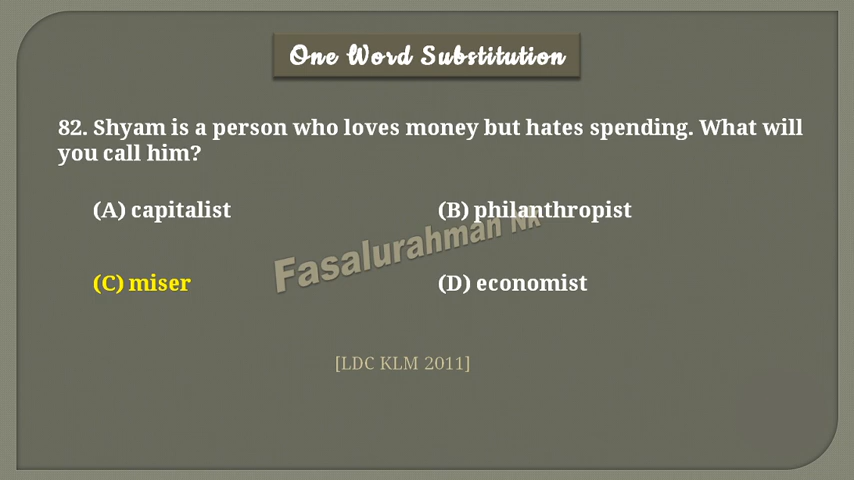 One Word Substitution
82. Shyam is a person who loves money but hates spending. What will
you call him?
(A) capitalist
(B) philanthropist
(C) miser
(D) economist
Fasalurahman Nk
[LDC KLM 2011]